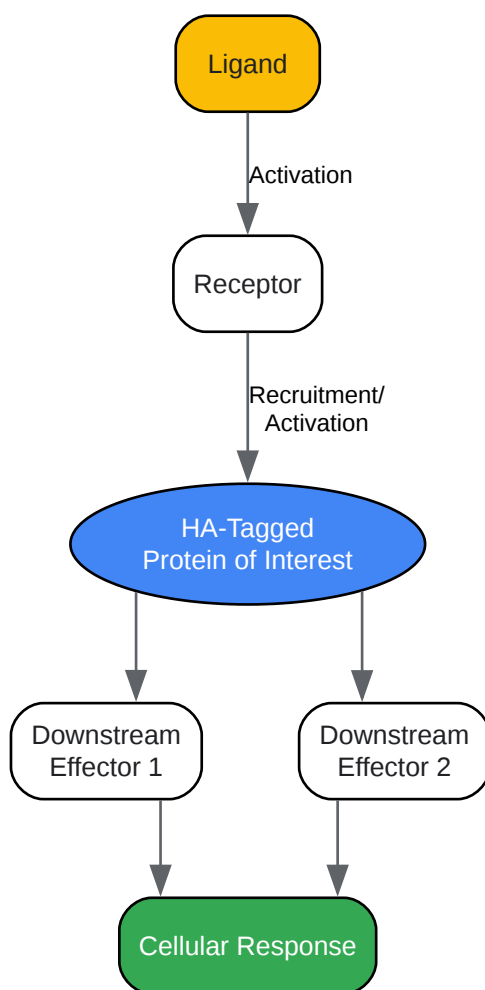 Ligand
Activation
Receptor
Recruitment/
Activation
HA-Tagged
Protein of Interest
Downstream
Effector 1
Downstream
Effector 2
Cellular Response